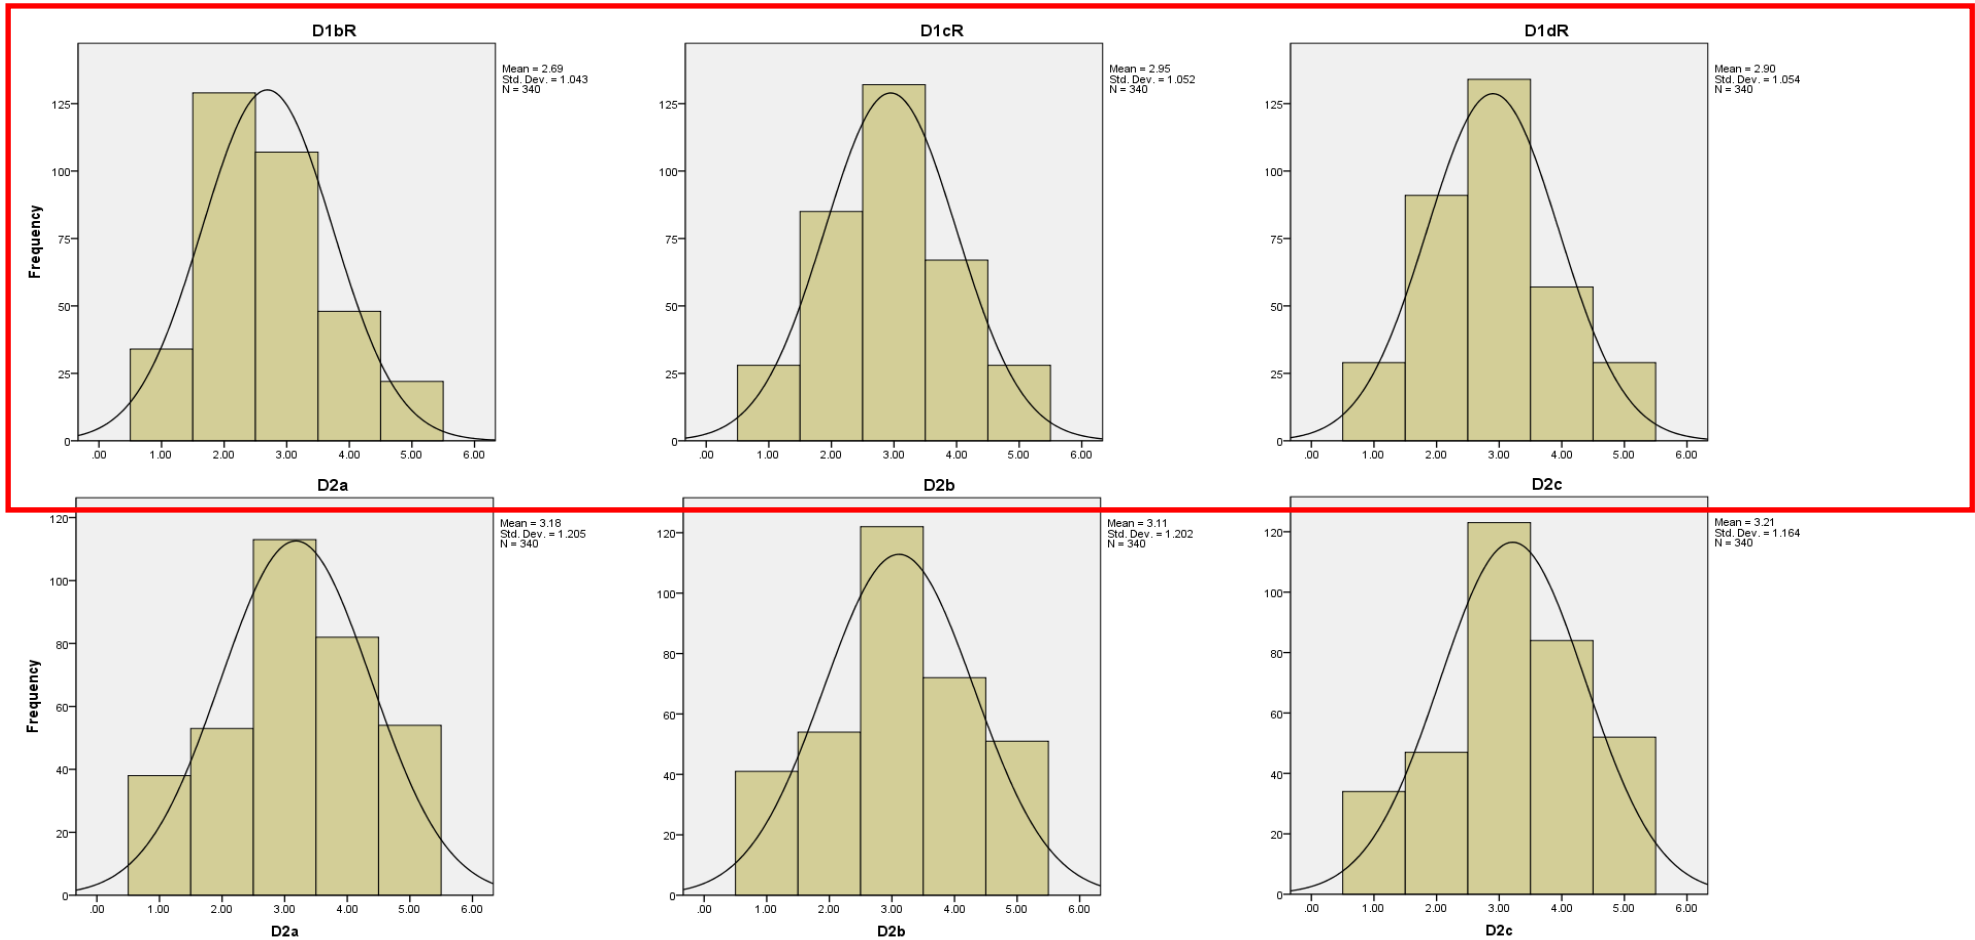 D1bR
Mean = 2.69
Std. Dev. = 1.043
N = 340
Frequency
125
100
75
50
25
0
.00 1.00 2.00 3.00 4.00 5.00 6.00
D1cR
Mean = 2.95
Std. Dev. = 1.052
N = 340
125
100
75
50
25
0
.00 1.00 2.00 3.00 4.00 5.00 6.00
D1dR
Mean = 2.90
Std. Dev. = 1.054
N = 340
125
100
75
50
25
0
.00 1.00 2.00 3.00 4.00 5.00 6.00
D2a
Mean = 3.18
Std. Dev. = 1.205
N = 340
Frequency
120
100
80
60
40
20
0
.00 1.00 2.00 3.00 4.00 5.00 6.00
D2a
D2b
Mean = 3.11
Std. Dev. = 1.202
N = 340
120
100
80
60
40
20
0
.00 1.00 2.00 3.00 4.00 5.00 6.00
D2b
D2c
Mean = 3.21
Std. Dev. = 1.164
N = 340
120
100
80
60
40
20
0
.00 1.00 2.00 3.00 4.00 5.00 6.00
D2c